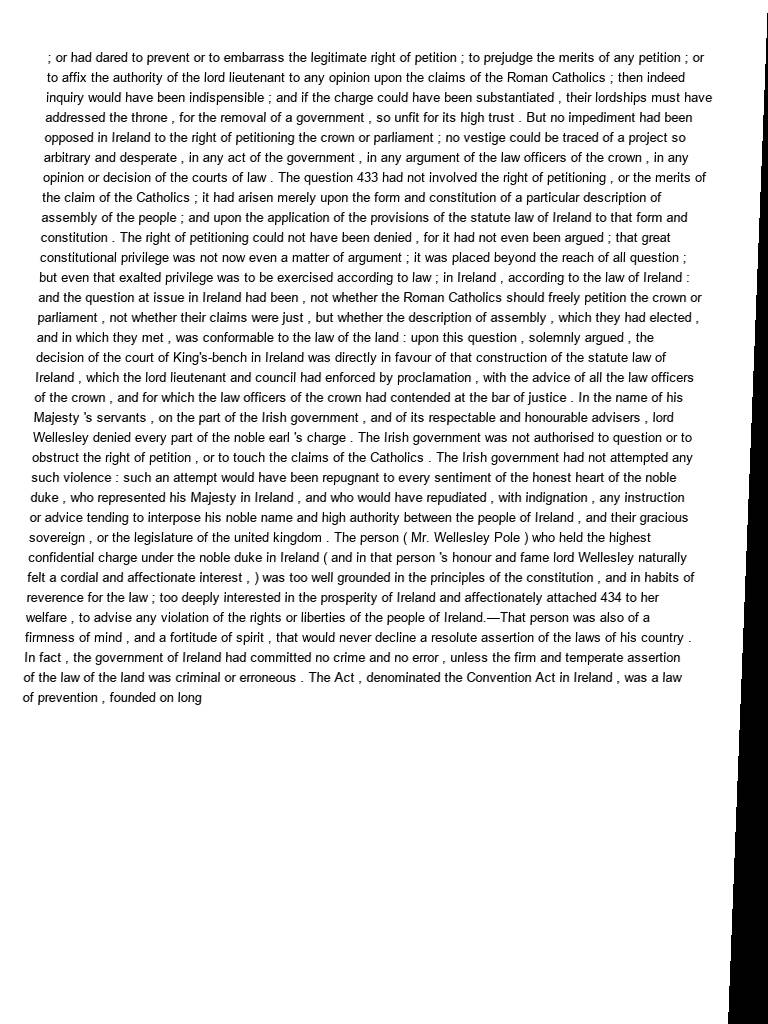 ; or had dared to prevent or to embarrass the legitimate right of petition ; to prejudge the merits of any petition ; or
to affix the authority of the lord lieutenant to any opinion upon the claims of the Roman Catholics ; then indeed
inquiry would have been indispensible ; and if the charge could have been substantiated , their lordships must have
addressed the throne , for the removal of a government , so unfit for its high trust . But no impediment had been
opposed in Ireland to the right of petitioning the crown or parliament ; no vestige could be traced of a project so
arbitrary and desperate , in any act of the government , in any argument of the law officers of the crown , in any
opinion or decision of the courts of law . The question 433 had not involved the right of petitioning , or the merits of
the claim of the Catholics ; it had arisen merely upon the form and constitution of a particular description of
assembly of the people ; and upon the application of the provisions of the statute law of Ireland to that form and
constitution . The right of petitioning could not have been denied , for it had not even been argued ; that great
constitutional privilege was not now even a matter of argument ; it was placed beyond the reach of all question ;
but even that exalted privilege was to be exercised according to law ; in Ireland , according to the law of Ireland :
and the question at issue in Ireland had been , not whether the Roman Catholics should freely petition the crown or
parliament , not whether their claims were just , but whether the description of assembly , which they had elected ,
and in which they met , was conformable to the law of the land : upon this question , solemnly argued , the
decision of the court of King's-bench in Ireland was directly in favour of that construction of the statute law of
Ireland , which the lord lieutenant and council had enforced by proclamation , with the advice of all the law officers
of the crown , and for which the law officers of the crown had contended at the bar of justice . In the name of his
Majesty 's servants , on the part of the Irish government , and of its respectable and honourable advisers , lord
Wellesley denied every part of the noble earl 's charge . The Irish government was not authorised to question or to
obstruct the right of petition , or to touch the claims of the Catholics . The Irish government had not attempted any
such violence : such an attempt would have been repugnant to every sentiment of the honest heart of the noble
duke , who represented his Majesty in Ireland , and who would have repudiated , with indignation , any instruction
or advice tending to interpose his noble name and high authority between the people of Ireland , and their gracious
sovereign , or the legislature of the united kingdom . The person ( Mr. Wellesley Pole ) who held the highest
confidential charge under the noble duke in Ireland ( and in that person 's honour and fame lord Wellesley naturally
felt a cordial and affectionate interest , ) was too well grounded in the principles of the constitution , and in habits of
reverence for the law ; too deeply interested in the prosperity of Ireland and affectionately attached 434 to her
welfare , to advise any violation of the rights or liberties of the people of Ireland.—That person was also of a
firmness of mind , and a fortitude of spirit , that would never decline a resolute assertion of the laws of his country .
In fact , the government of Ireland had committed no crime and no error , unless the firm and temperate assertion
of the law of the land was criminal or erroneous . The Act , denominated the Convention Act in Ireland , was a law
of prevention , founded on long